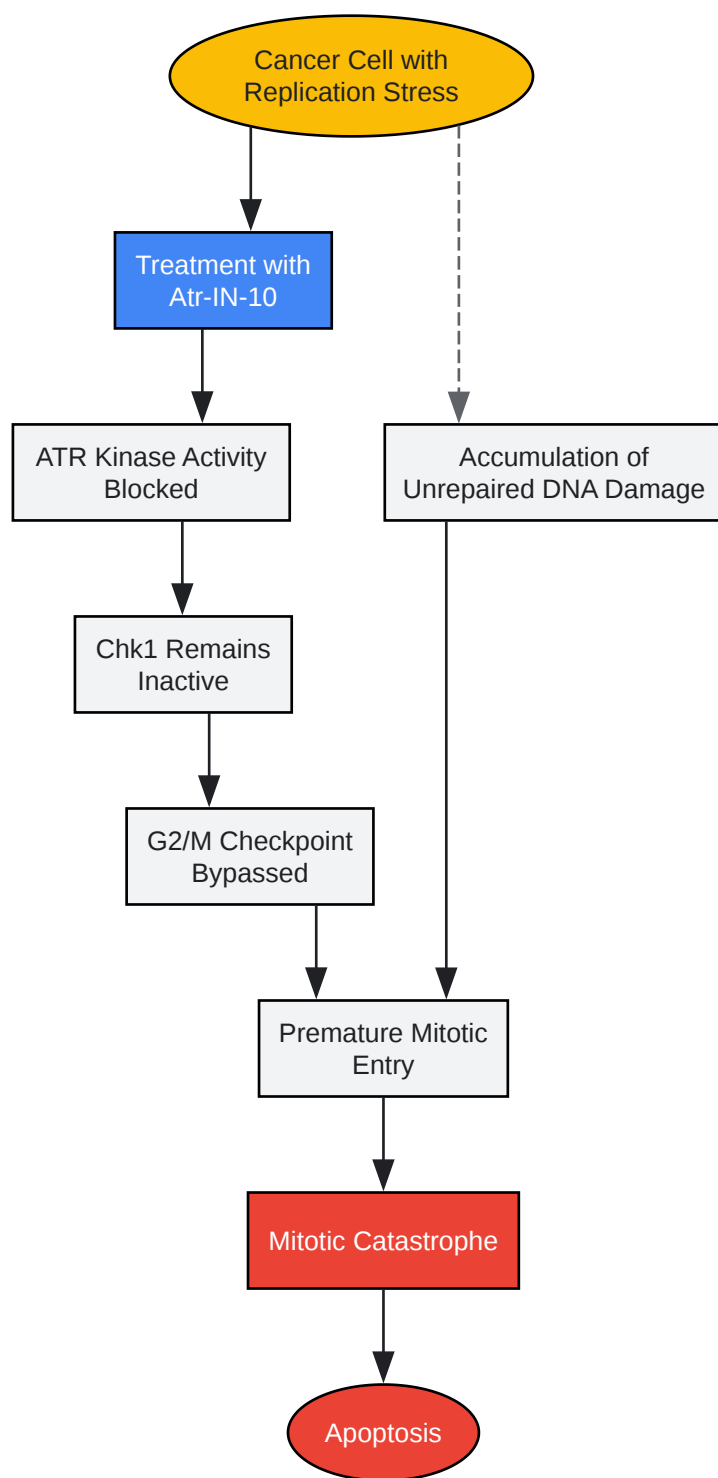 Cancer Cell with
Replication Stress
Treatment with
Atr-IN-10
ATR Kinase Activity
Blocked
Accumulation of
Unrepaired DNA Damage
Chk1 Remains
Inactive
G2/M Checkpoint
Bypassed
Premature Mitotic
Entry
Mitotic Catastrophe
Apoptosis